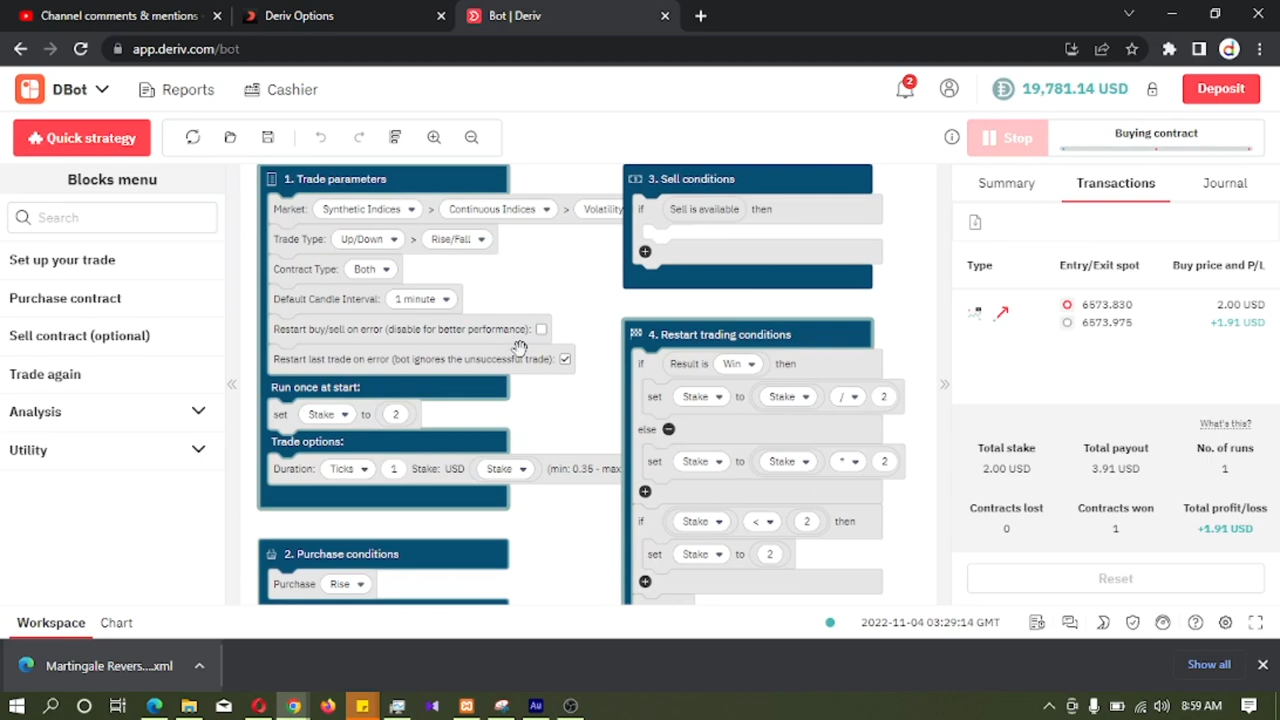 Channel comments & mentions
Deriv Options
Bot | Deriv
app.deriv.com/bot
DBot
Reports
Cashier
2
19,781.14 USD
Deposit
Quick strategy
Stop
Buying contract
Blocks menu
Search
Set up your trade
Purchase contract
Sell contract (optional)
Trade again
Analysis
Utility
1. Trade parameters
Market: Synthetic Indices > Continuous Indices > Volatility
Trade Type: Up/Down > Rise/Fall
Contract Type: Both
Default Candle Interval: 1 minute
Restart buy/sell on error (disable for better performance):
Restart last trade on error (bot ignores the unsuccessful trade):
Run once at start:
set Stake to 2
Trade options:
Duration: Ticks 1 Stake: USD Stake (min: 0.35 - max
2. Purchase conditions
Purchase Rise
3. Sell conditions
if Sell is available then
4. Restart trading conditions
if Result is Win then
set Stake to Stake / 2
else
set Stake to Stake * 2
if Stake < 2 then
set Stake to 2
Summary
Transactions
Journal
Type Entry/Exit spot Buy price and P/L
6573.830 2.00 USD
6573.975 +1.91 USD
What's this?
Total stake Total payout No. of runs
2.00 USD 3.91 USD 1
Contracts lost Contracts won Total profit/loss
0 1 +1.91 USD
Reset
Workspace
Chart
2022-11-04 03:29:14 GMT
Martingale Revers....xml
Show all
Au
8:59 AM